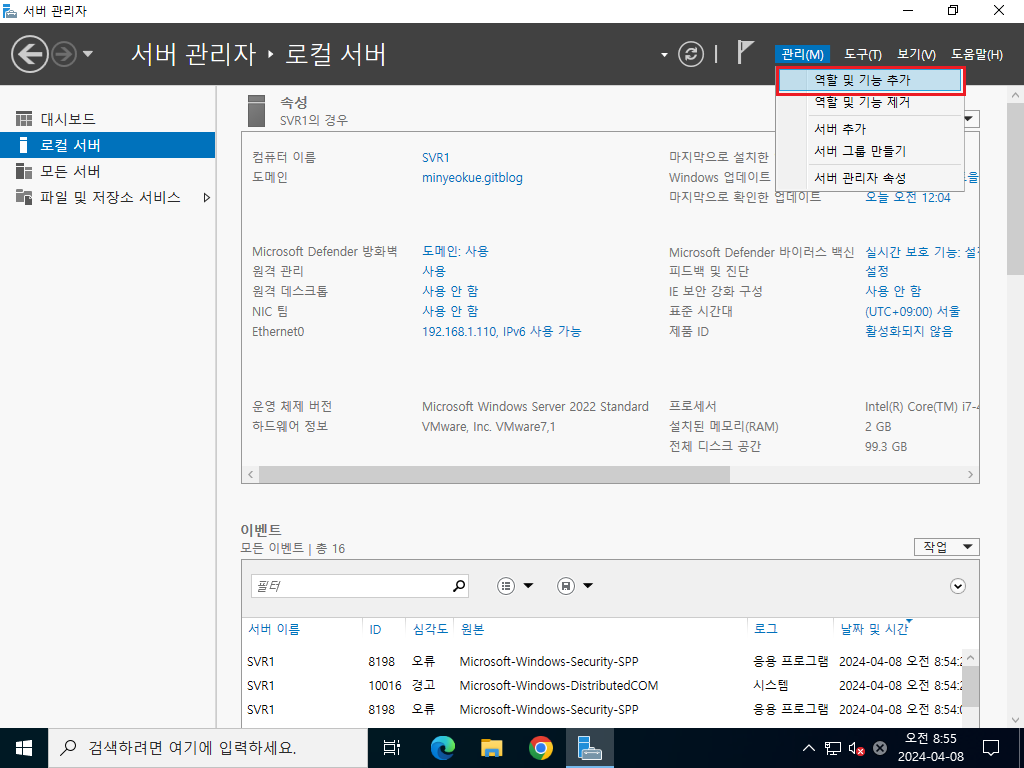 서버 관리자
서버 관리자 ‣ 로컬 서버
관리(M) 도구(T) 보기(V) 도움말(H)
역할 및 기능 추가
역할 및 기능 제거
서버 추가
서버 그룹 만들기
서버 관리자 속성
대시보드
로컬 서버
모든 서버
파일 및 저장소 서비스
속성
SVR1의 경우
컴퓨터 이름 SVR1 마지막으로 설치한
도메인 minyeokue.gitblog Windows 업데이트
마지막으로 확인한 업데이트 오늘 오전 12:04
Microsoft Defender 방화벽 도메인: 사용 Microsoft Defender 바이러스 백신 실시간 보호 기능:
원격 관리 사용 피드백 및 진단 설정
원격 데스크톱 사용 안 함 IE 보안 강화 구성 사용 안 함
NIC 팀 사용 안 함 표준 시간대 (UTC+09:00) 서울
Ethernet0 192.168.1.110, IPv6 사용 가능 제품 ID 활성화되지 않음
운영 체제 버전 Microsoft Windows Server 2022 Standard 프로세서 Intel(R) Core(TM) i7-
하드웨어 정보 VMware, Inc. VMware7,1 설치된 메모리(RAM) 2 GB
전체 디스크 공간 99.3 GB
이벤트
모든 이벤트 | 총 16
작업
필터
서버 이름 ID 심각도 원본 로그 날짜 및 시간
SVR1 8198 오류 Microsoft-Windows-Security-SPP 응용 프로그램 2024-04-08 오전 8:54:
SVR1 10016 경고 Microsoft-Windows-DistributedCOM 시스템 2024-04-08 오전 8:54:
SVR1 8198 오류 Microsoft-Windows-Security-SPP 응용 프로그램 2024-04-08 오전 8:54:
검색하려면 여기에 입력하세요.
오전 8:55
2024-04-08